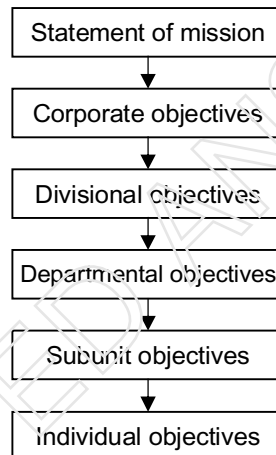 Statement of mission
Corporate objectives
Divisional objectives
Departmental objectives
Subunit objectives
Individual objectives